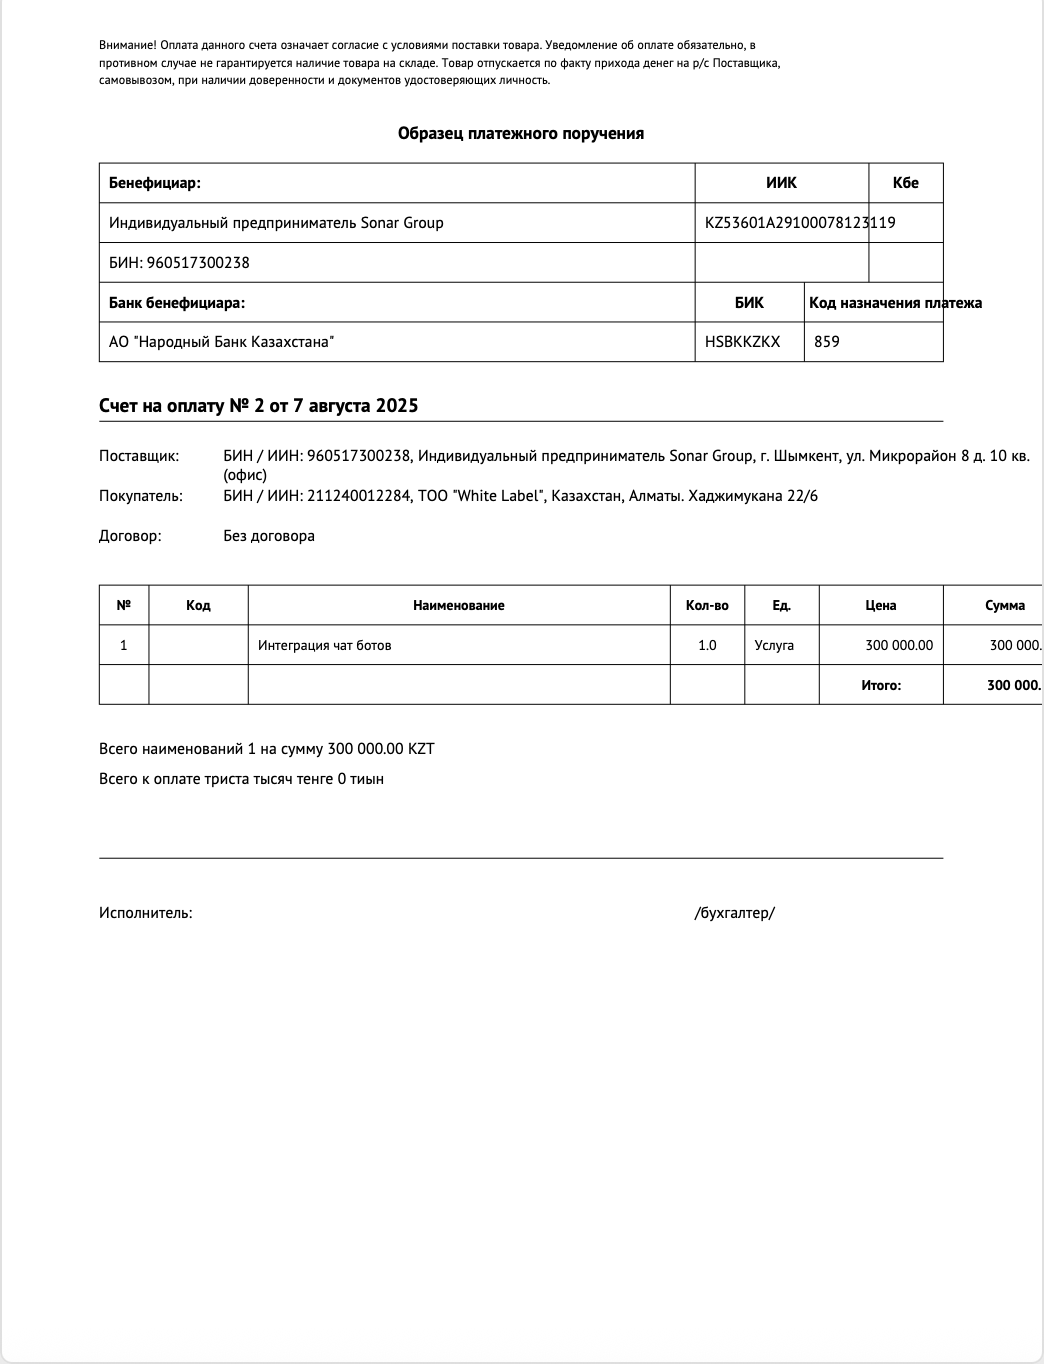 Внимание! Оплата данного счета означает согласие с условиями поставки товара. Уведомление об оплате обязательно, в
противном случае не гарантируется наличие товара на складе. Товар отпускается по факту прихода денег на р/с Поставщика,
самовывозом, при наличии доверенности и документов удостоверяющих личность.
Образец платежного поручения
Бенефициар: ИИК Кбе
Индивидуальный предприниматель Sonar Group KZ53601A29100078123119
БИН: 960517300238
Банк бенефициара: БИК Код назначения платежа
АО "Народный Банк Казахстана" HSBKKZKX 859
Счет на оплату № 2 от 7 августа 2025
Поставщик: БИН / ИИН: 960517300238, Индивидуальный предприниматель Sonar Group, г. Шымкент, ул. Микрорайон 8 д. 10 кв.
(офис)
Покупатель: БИН / ИИН: 211240012284, ТОО "White Label", Казахстан, Алматы. Хаджимукана 22/6
Договор: Без договора
№ Код Наименование Кол-во Ед. Цена Сумма
1 Интеграция чат ботов 1.0 Услуга 300 000.00 300 000.
Итого: 300 000.
Всего наименований 1 на сумму 300 000.00 KZT
Всего к оплате триста тысяч тенге 0 тиын
Исполнитель: /бухгалтер/